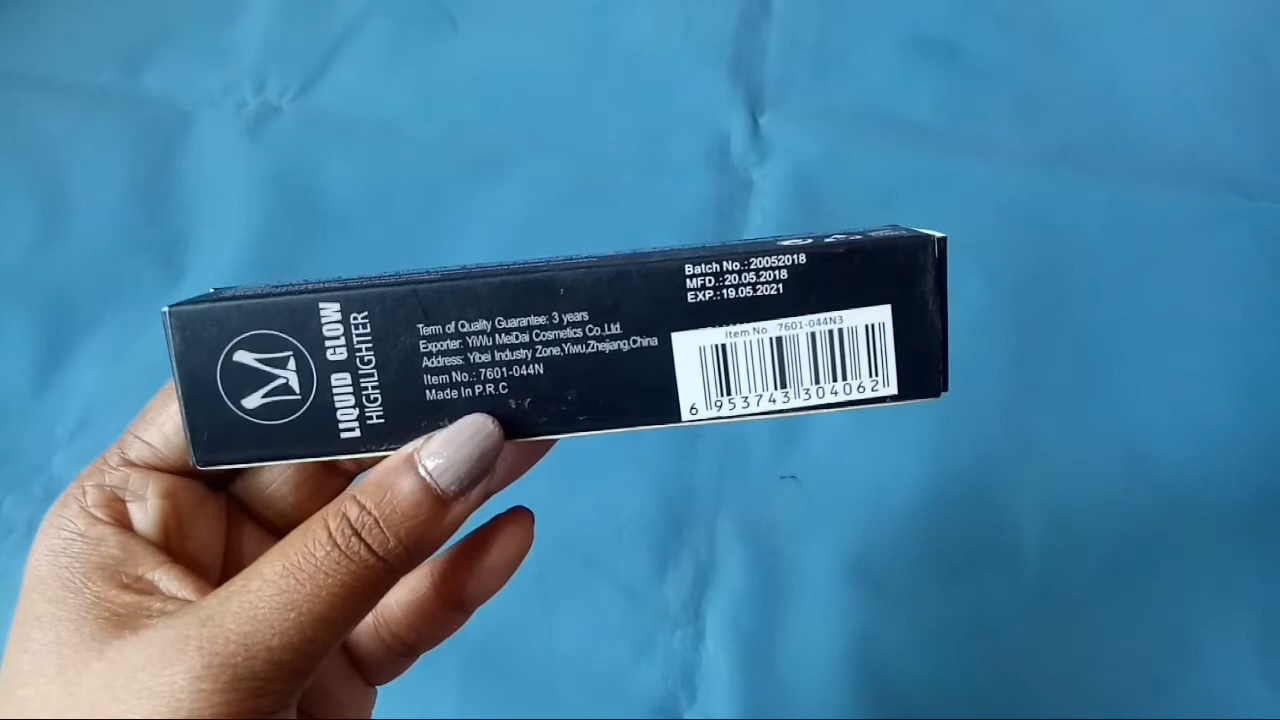 LIQUID GLOW
HIGHLIGHTER
Term of Quality Guarantee: 3 years
Exporter: YiWu MeiDai Cosmetics Co.,Ltd.
Address: Yibei Industry Zone,Yiwu,Zhejiang,China
Item No.: 7601-044N
Made In P.R.C
Batch No.:20052018
MFD.:20.05.2018
EXP.:19.05.2021
Item No. 7601-044N3
6 953743 304062